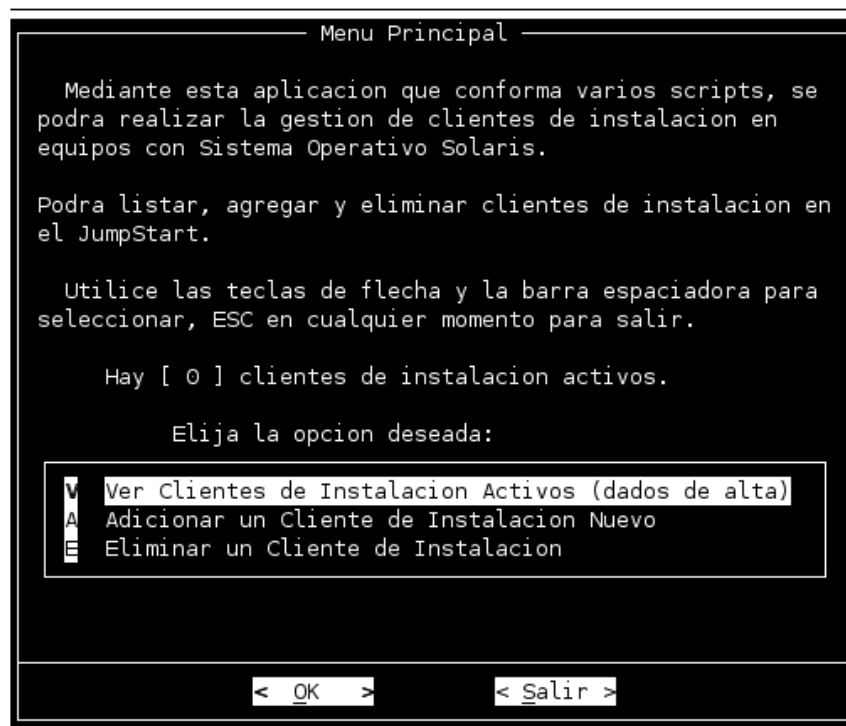 Menu Principal
Mediante esta aplicacion que conforma varios scripts, se
podra realizar la gestion de clientes de instalacion en
equipos con Sistema Operativo Solaris.
Podra listar, agregar y eliminar clientes de instalacion en
el JumpStart.
Utilice las teclas de flecha y la barra espaciadora para
seleccionar, ESC en cualquier momento para salir.
Hay [ 0 ] clientes de instalacion activos.
Elija la opcion deseada:
V Ver Clientes de Instalacion Activos (dados de alta)
A Adicionar un Cliente de Instalacion Nuevo
E Eliminar un Cliente de Instalacion
< OK > < Salir >